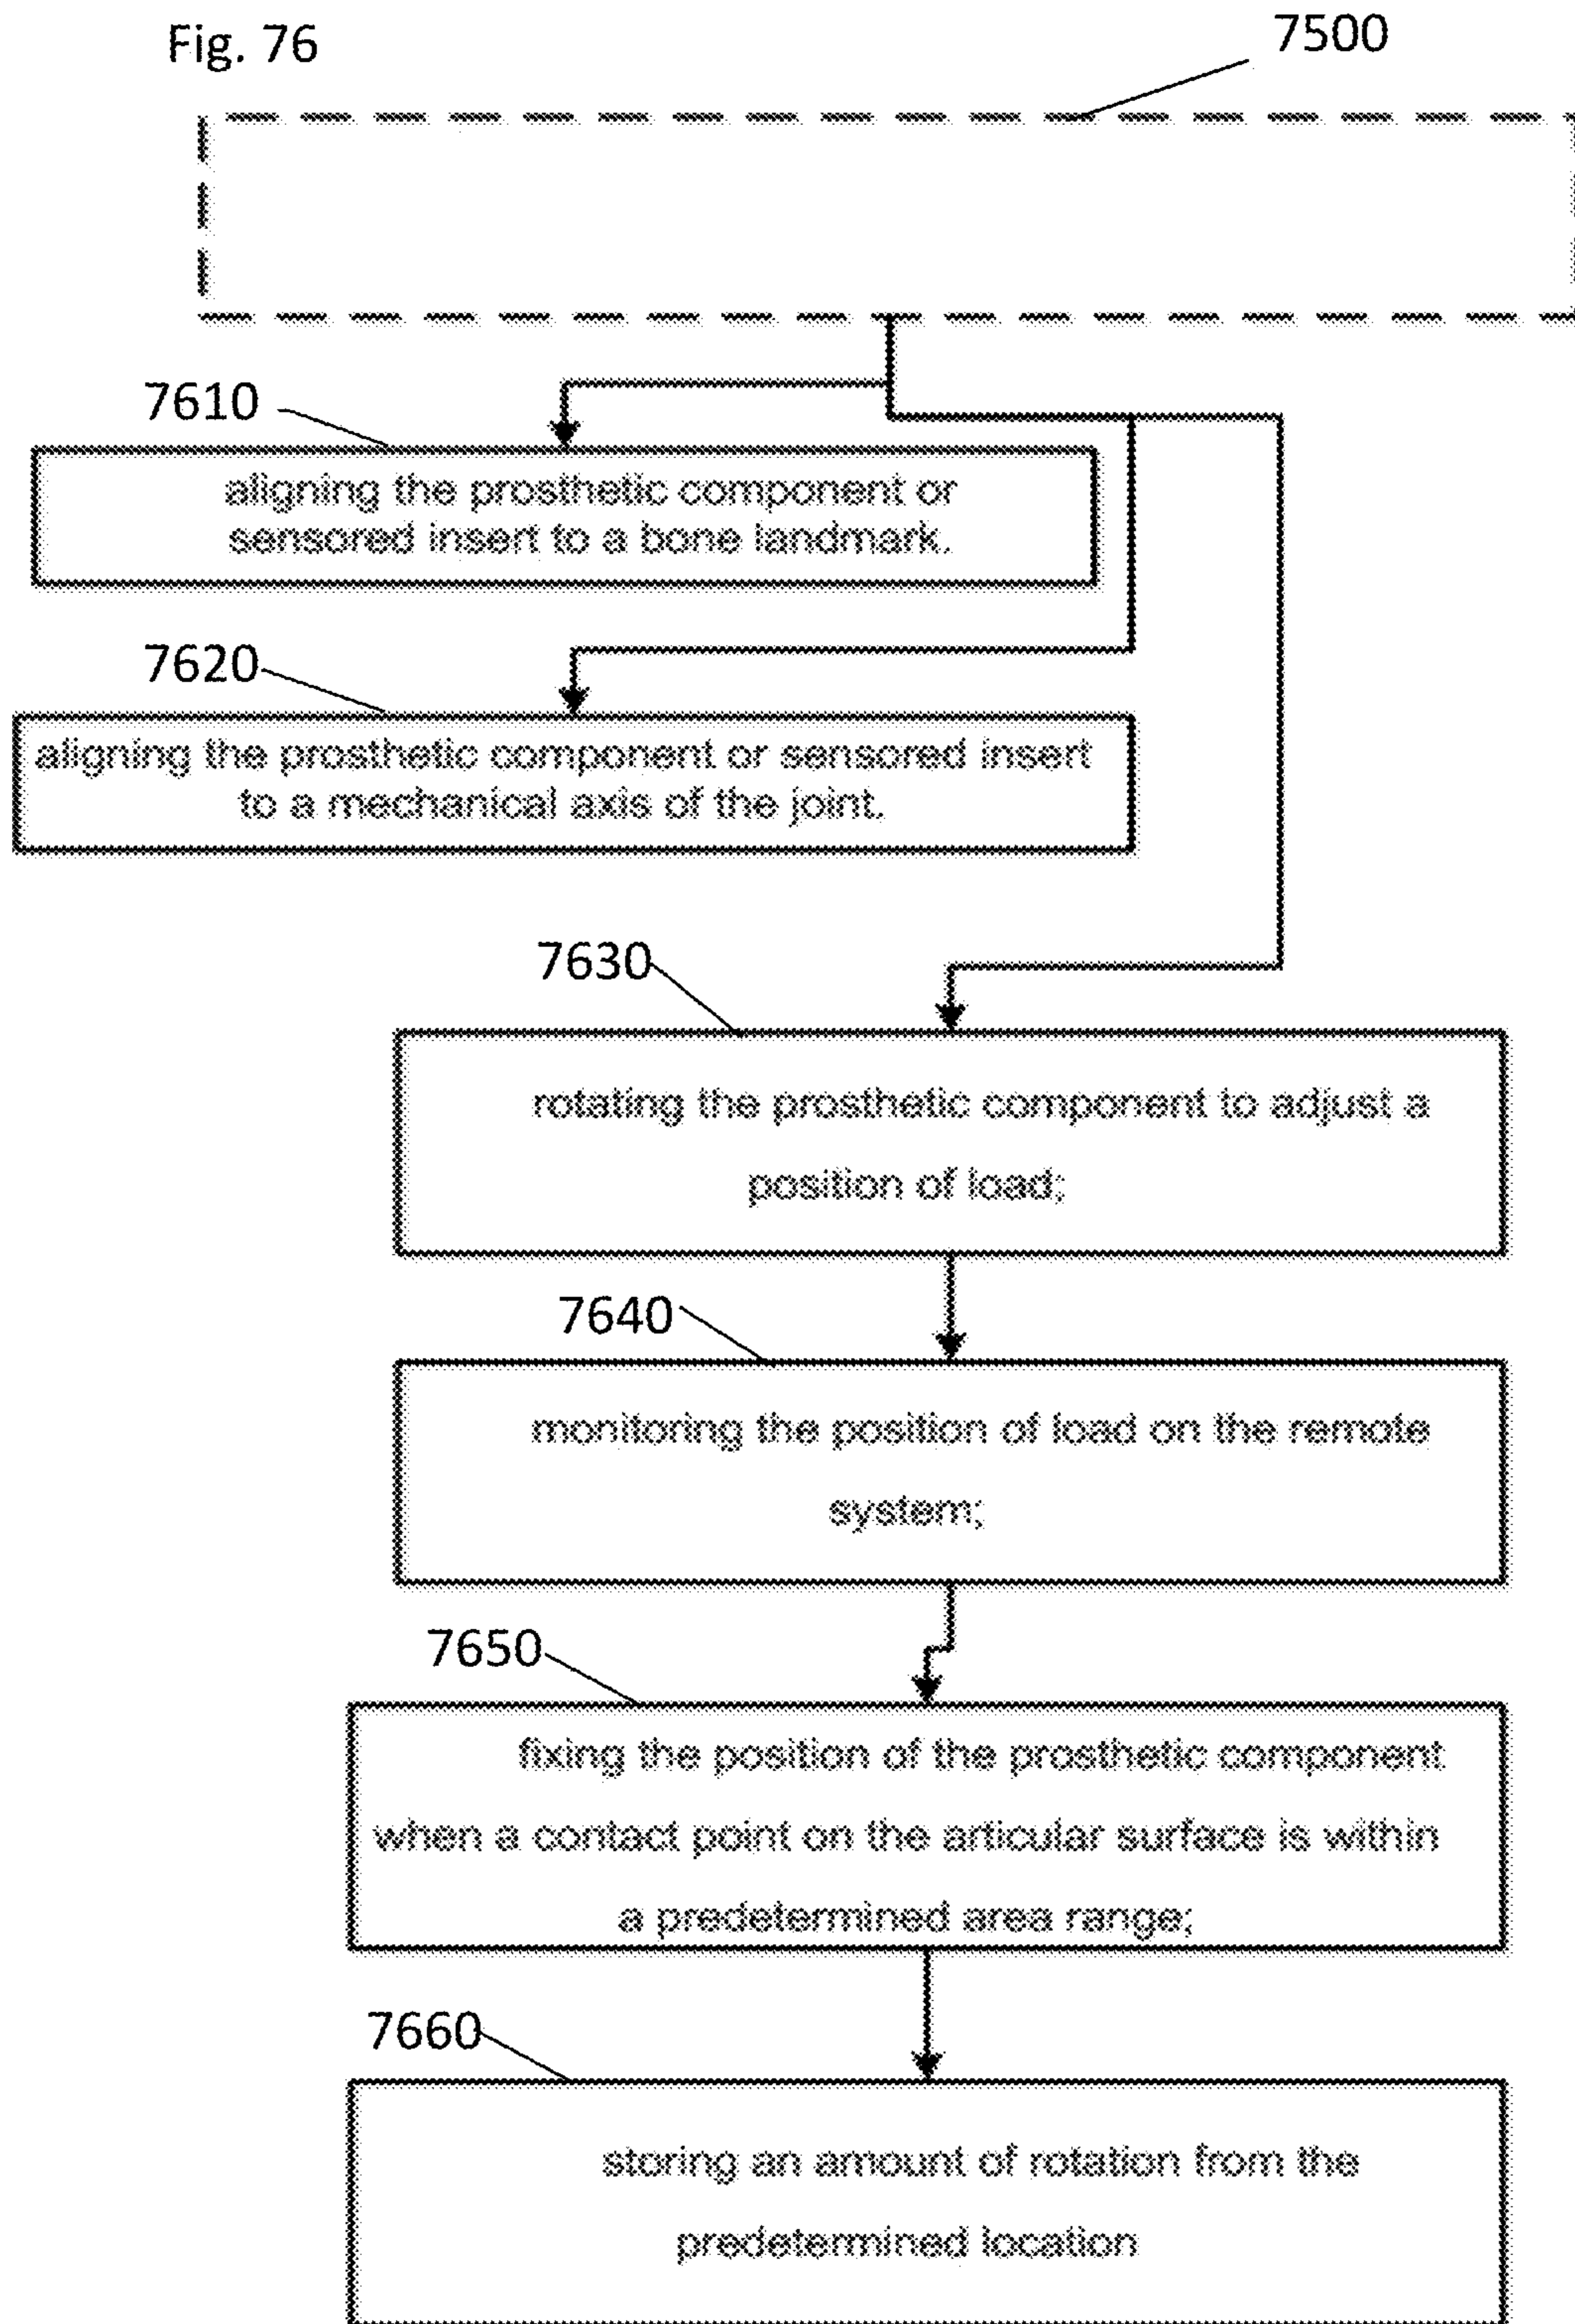 Fig. 76
7500
7610
aligning the prosthetic component or
sensored insert to a bone landmark.
7620
aligning the prosthetic component or sensored insert
to a mechanical axis of the joint.
7630
rotating the prosthetic component to adjust a
position of load;
7640
monitoring the position of load on the remote
system;
7650
fixing the position of the prosthetic component
when a contact point on the articular surface is within
a predetermined area range;
7660
storing an amount of rotation from the
predetermined location